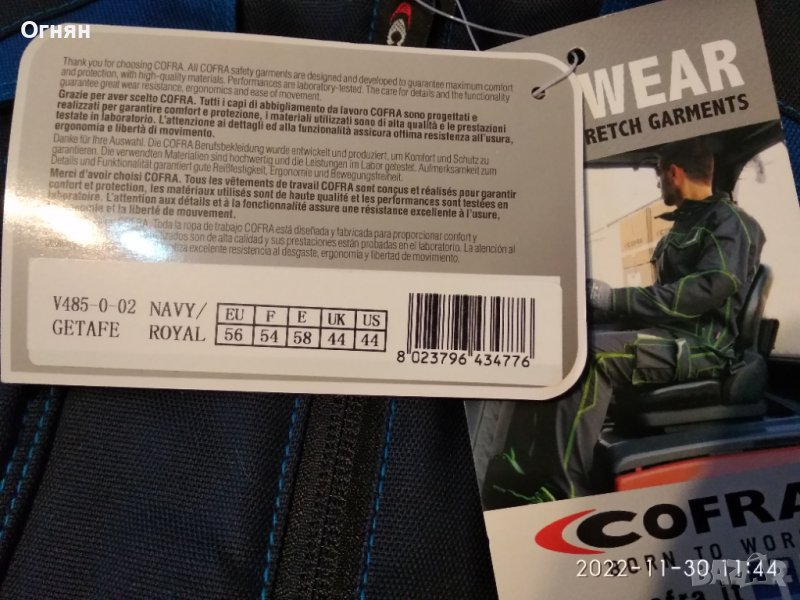 Огнян
Thank you for choosing COFRA. All COFRA safety garments are designed and developed to guarantee maximum comfort
and protection, with high-quality materials. Performances are laboratory-tested. The care for details and the functionality
guarantee great wear resistance, ergonomics and ease of movement.
Grazie per aver scelto COFRA. Tutti i capi di abbigliamento da lavoro COFRA sono progettati e
realizzati per garantire comfort e protezione, i materiali utilizzati sono di alta qualità e le prestazioni
testate in laboratorio. L'attenzione ai dettagli ed alla funzionalità assicura ottima resistenza all'usura,
ergonomia e libertà di movimento.
Danke für Ihre Auswahl. Die COFRA Berufsbekleidung wurde entwickelt und produziert, um Komfort und Schutz zu
garantieren. Die verwendeten Materialien sind hochwertig und die Leistungen im Labor getestet. Aufmerksamkeit zum
Details und Funktionalität garantiert gute Reißfestigkeit, Ergonomie und Bewegungsfreiheit.
Merci d'avoir choisi COFRA. Tous les vêtements de travail COFRA sont conçus et réalisés pour garantir
confort et protection, les matériaux utilisés sont de haute qualité et les performances sont testées en
laboratoire. L'attention aux détails et à la fonctionnalité assure une résistance excellente à l'usure,
et la liberté de mouvement.
COFRA. Toda la ropa de trabajo COFRA está diseñada y fabricada para proporcionar confort y
son de alta calidad y sus prestaciones están probadas en el laboratorio. La atención al
excelente resistencia al desgaste, ergonomía y libertad de movimiento.
V485-0-02 NAVY/
GETAFE ROYAL
EU F E UK US
56 54 58 44 44
8 023796 434776
WEAR
RETCH GARMENTS
COFRA
COFRA
BORN TO WOR
2022-11-30 11:44
cofra.it
BAZAR